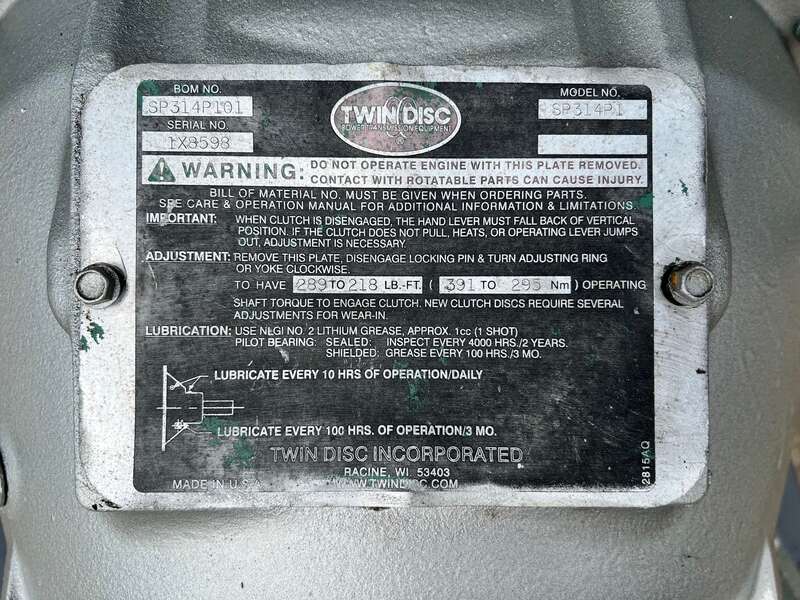 BOM NO.
SP314P101
SERIAL NO.
1X8598
TWIN DISC
POWER TRANSMISSION EQUIPMENT
®
MODEL NO.
SP314P1
WARNING: DO NOT OPERATE ENGINE WITH THIS PLATE REMOVED.
CONTACT WITH ROTATABLE PARTS CAN CAUSE INJURY.
BILL OF MATERIAL NO. MUST BE GIVEN WHEN ORDERING PARTS.
SEE CARE & OPERATION MANUAL FOR ADDITIONAL INFORMATION & LIMITATIONS.
IMPORTANT: WHEN CLUTCH IS DISENGAGED, THE HAND LEVER MUST FALL BACK OF VERTICAL
POSITION. IF THE CLUTCH DOES NOT PULL, HEATS, OR OPERATING LEVER JUMPS
OUT, ADJUSTMENT IS NECESSARY.
ADJUSTMENT: REMOVE THIS PLATE, DISENGAGE LOCKING PIN & TURN ADJUSTING RING
OR YOKE CLOCKWISE.
TO HAVE 289 TO 218 LB.-FT. ( 391 TO 295 Nm ) OPERATING
SHAFT TORQUE TO ENGAGE CLUTCH. NEW CLUTCH DISCS REQUIRE SEVERAL
ADJUSTMENTS FOR WEAR-IN.
LUBRICATION: USE NLGI NO. 2 LITHIUM GREASE, APPROX. 1cc (1 SHOT)
PILOT BEARING: SEALED: INSPECT EVERY 4000 HRS./2 YEARS.
SHIELDED: GREASE EVERY 100 HRS./3 MO.
LUBRICATE EVERY 10 HRS OF OPERATION/DAILY
LUBRICATE EVERY 100 HRS. OF OPERATION/3 MO.
TWIN DISC INCORPORATED
RACINE, WI. 53403
MADE IN U.S.A. WWW.TWINDISC.COM
2815AQ